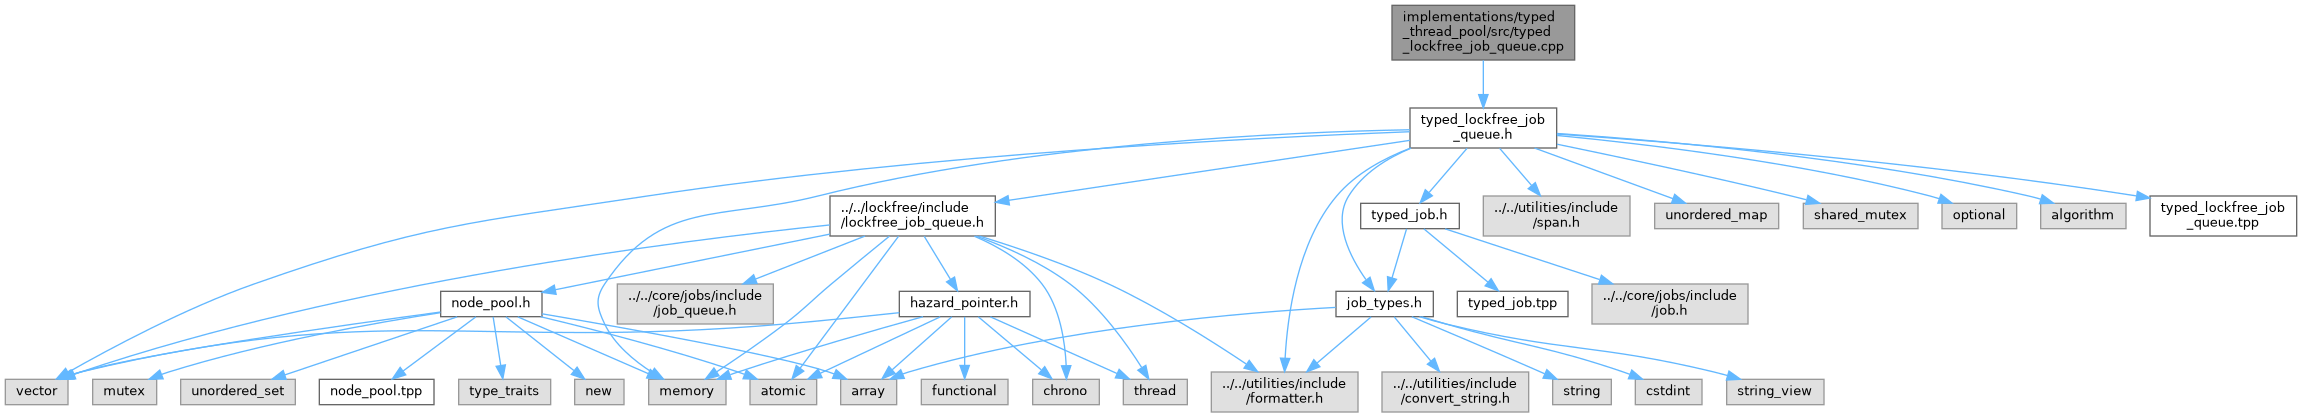 implementations/typed
_thread_pool/src/typed
_lockfree_job_queue.cpp
typed_lockfree_job
_queue.h
../../lockfree/include
/lockfree_job_queue.h
typed_job.h
../../utilities/include
/span.h
unordered_map
shared_mutex
optional
algorithm
typed_lockfree_job
_queue.tpp
node_pool.h
../../core/jobs/include
/job_queue.h
hazard_pointer.h
job_types.h
typed_job.tpp
../../core/jobs/include
/job.h
vector
mutex
unordered_set
node_pool.tpp
type_traits
new
memory
atomic
array
functional
chrono
thread
../../utilities/include
/formatter.h
../../utilities/include
/convert_string.h
string
cstdint
string_view